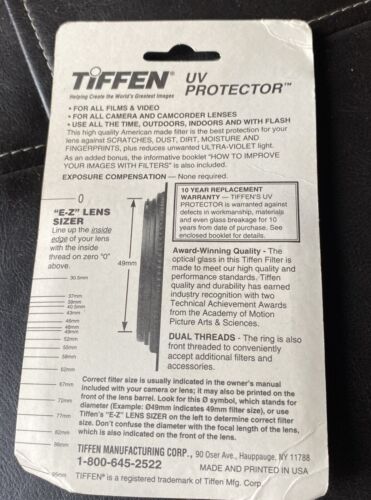 TIFFEN® UV
Helping Create the World's Greatest Images PROTECTOR™
• FOR ALL FILMS & VIDEO
• FOR ALL CAMERA AND CAMCORDER LENSES
• USE ALL THE TIME, OUTDOORS, INDOORS AND WITH FLASH
This high quality American made filter is the best protection for your
lens against SCRATCHES, DUST, DIRT, MOISTURE AND
FINGERPRINTS, plus reduces unwanted ULTRA-VIOLET light.
As an added bonus, the informative booklet "HOW TO IMPROVE
YOUR IMAGES WITH FILTERS" is also included.
EXPOSURE COMPENSATION — None required.
10 YEAR REPLACEMENT
WARRANTY — TIFFEN'S UV
PROTECTOR is warranted against
defects in workmanship, materials
and even glass breakage for 10
years from date of purchase. See
enclosed booklet for details.
0
"E-Z" LENS
SIZER
Line up the inside
edge of your lens
with the inside
thread on zero "0"
above.
49mm
Award-Winning Quality - The
optical glass in this Tiffen Filter is
made to meet our high quality and
performance standards. Tiffen
quality and durability has earned
industry recognition with two
Technical Achievement Awards
from the Academy of Motion
Picture Arts & Sciences.
DUAL THREADS - The ring is also
front threaded to conveniently
accept additional filters and
accessories.
30.5mm
37mm
39mm
40.5mm
43mm
46mm
48mm
49mm
52mm
55mm
58mm
62mm
67mm
72mm
77mm
82mm
86mm
95mm
Correct filter size is usually indicated in the owner's manual
included with your camera or lens; it may also be printed on
the front of the lens barrel. Look for this Ø symbol, which stands for
diameter (Example: Ø49mm indicates 49mm filter size), or use
Tiffen's "E-Z" LENS SIZER on the left to determine correct filter
size. Don't confuse the diameter with the focal length of the lens,
which is also indicated on the front of the lens.
TIFFEN MANUFACTURING CORP., 90 Oser Ave., Hauppauge, NY 11788
1-800-645-2522 MADE AND PRINTED IN USA
TIFFEN® is a registered trademark of Tiffen Mfg. Corp.